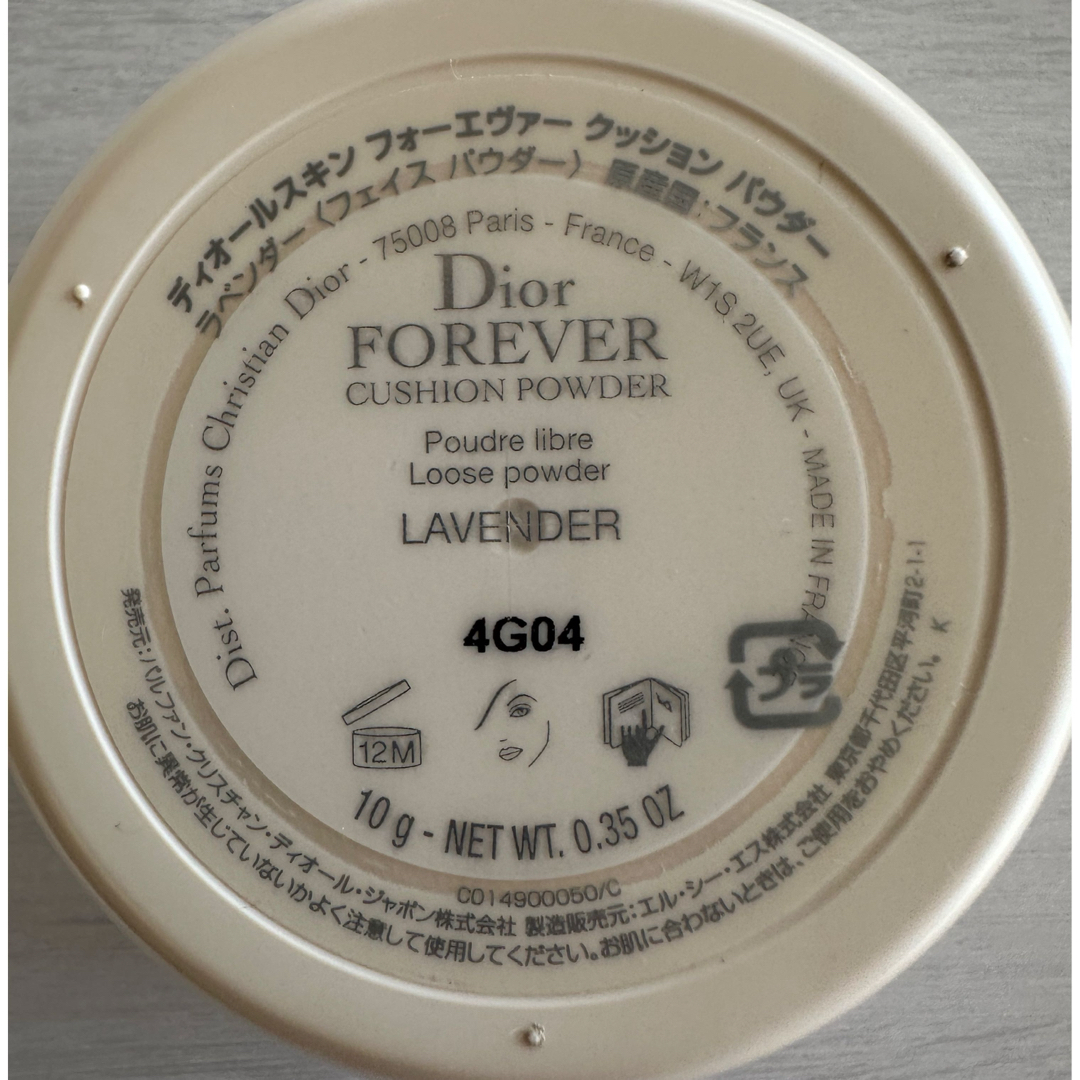 ディオールスキン フォーエヴァー クッション パウダー
ラベンダー〈フェイス パウダー〉 原産国:フランス
Dist. Parfums Christian Dior - 75008 Paris - France - W1S 2UE, UK - MADE IN FRANCE
Dior
FOREVER
CUSHION POWDER
Poudre libre
Loose powder
LAVENDER
4G04
12M
プラ
10 g - NET WT. 0.35 OZ
C014900050/C
発売元:パルファン・クリスチャン・ディオール・ジャポン株式会社 製造販売元:エル・シー・エス株式会社 東京都千代田区平河町2-1-1
お肌に異常が生じていないかよく注意して使用してください。お肌に合わないときは、ご使用をおやめください。 K